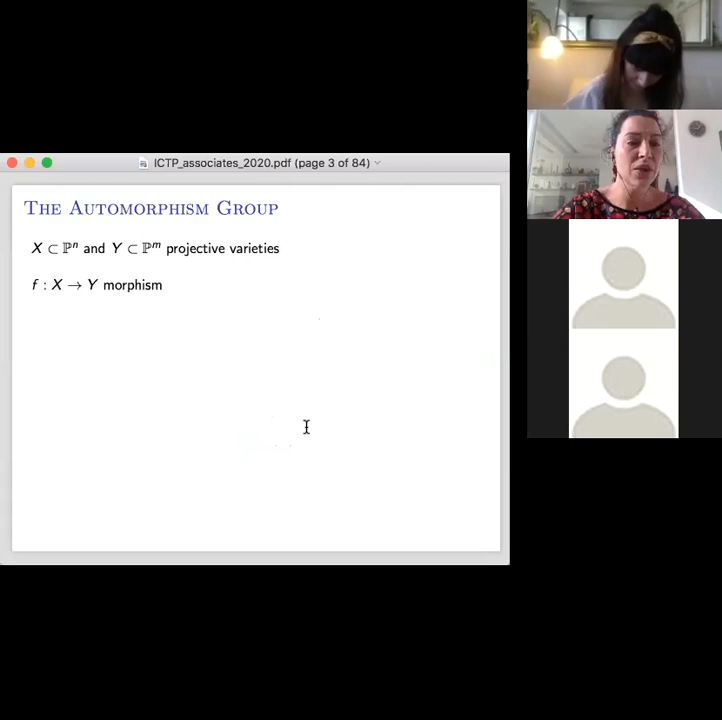 ICTP_associates_2020.pdf (page 3 of 84)
The Automorphism Group
X ⊂ ℙⁿ and Y ⊂ ℙᵐ projective varieties
f : X → Y morphism